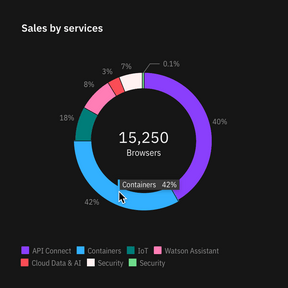 Sales by services
0.1%
7%
3%
8%
40%
18%
15,250
Browsers
Containers 42%
42%
API Connect Containers IoT Watson Assistant
Cloud Data & AI Security Security